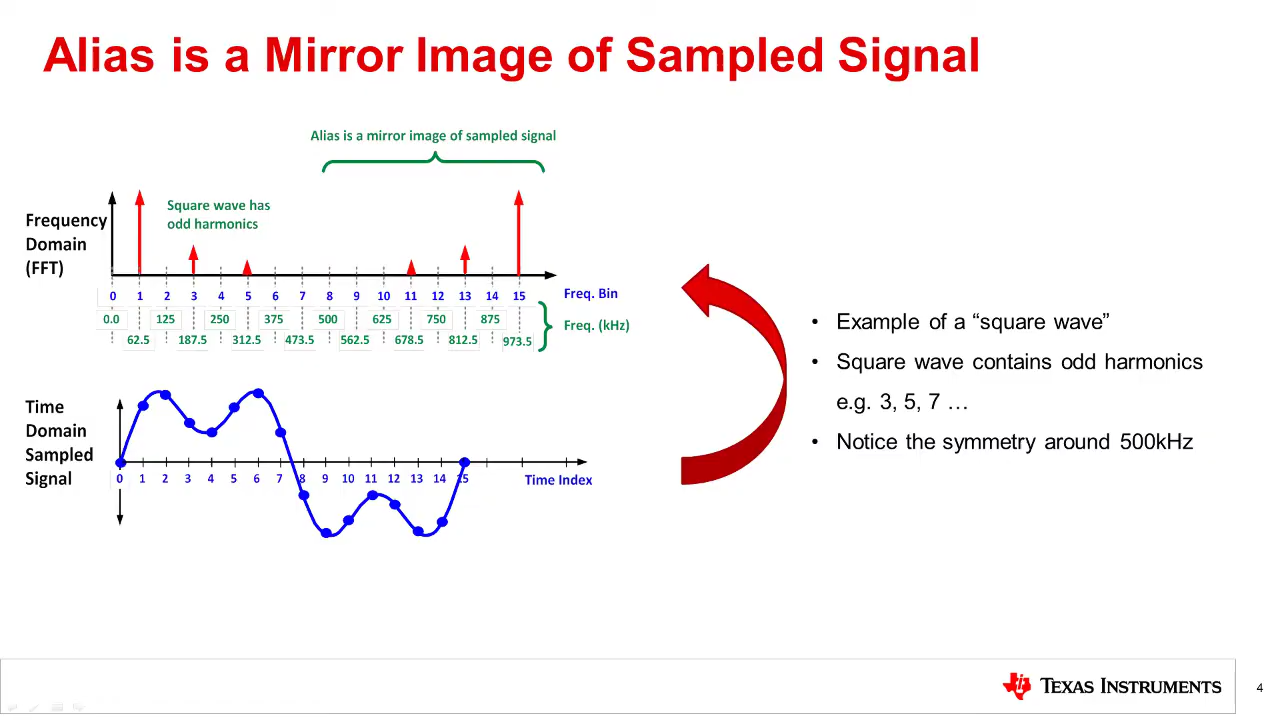 Alias is a Mirror Image of Sampled Signal
Alias is a mirror image of sampled signal
Frequency
Domain
(FFT)
Square wave has
odd harmonics
0 1 2 3 4 5 6 7 8 9 10 11 12 13 14 15 Freq. Bin
0.0 125 250 375 500 625 750 875 Freq. (kHz)
62.5 187.5 312.5 473.5 562.5 678.5 812.5 973.5
Time
Domain
Sampled
Signal
0 1 2 3 4 5 6 7 8 9 10 11 12 13 14 15 Time Index
• Example of a “square wave”
• Square wave contains odd harmonics
e.g. 3, 5, 7 …
• Notice the symmetry around 500kHz
TEXAS INSTRUMENTS
4